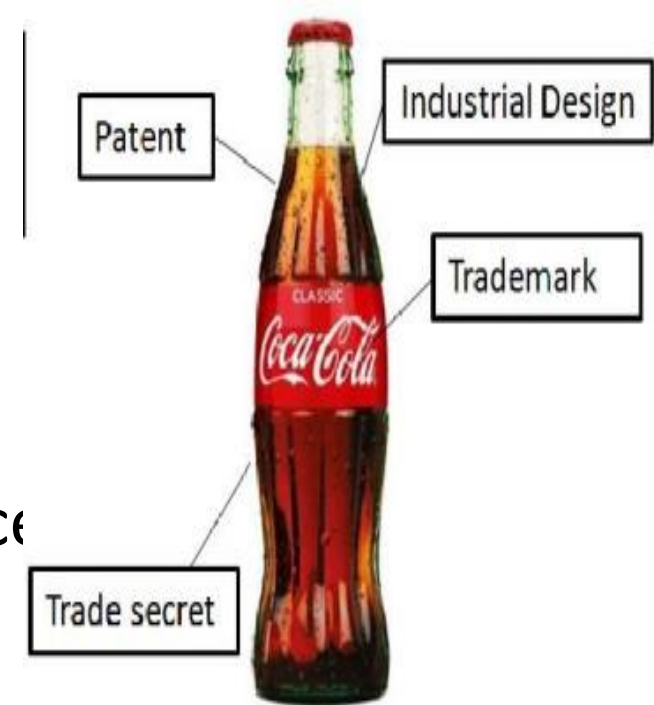 Industrial Design
Patent
Trademark
CLASSIC
Coca-Cola
Trade secret